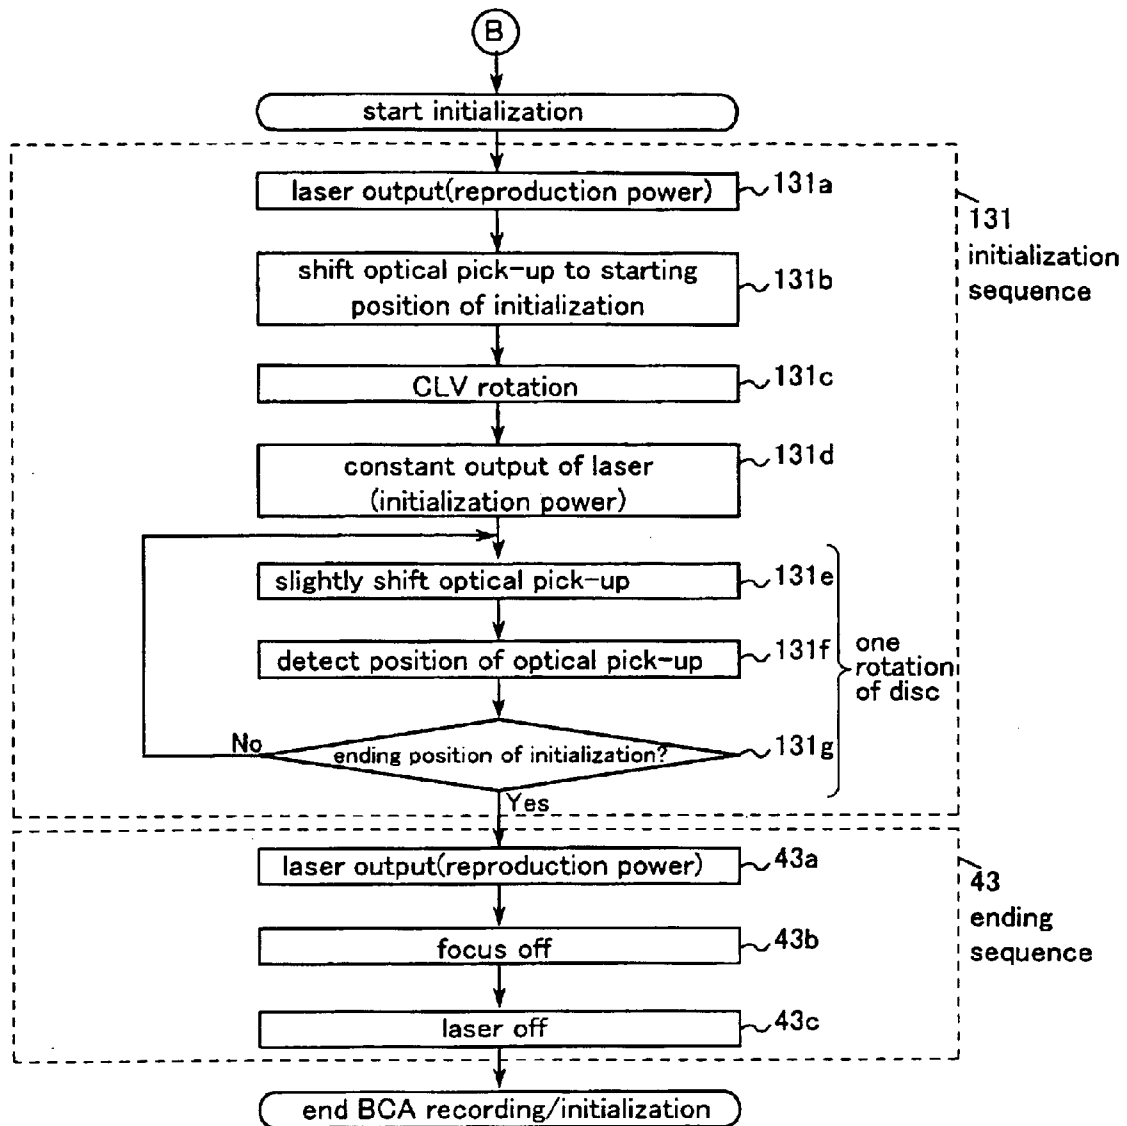 B
start initialization
laser output(reproduction power)
131a
131
initialization
sequence
shift optical pick-up to starting
position of initialization
131b
CLV rotation
131c
constant output of laser
(initialization power)
131d
slightly shift optical pick-up
131e
detect position of optical pick-up
131f
one
rotation
of disc
No
ending position of initialization?
131g
Yes
laser output(reproduction power)
43a
43
ending
sequence
focus off
43b
laser off
43c
end BCA recording/initialization